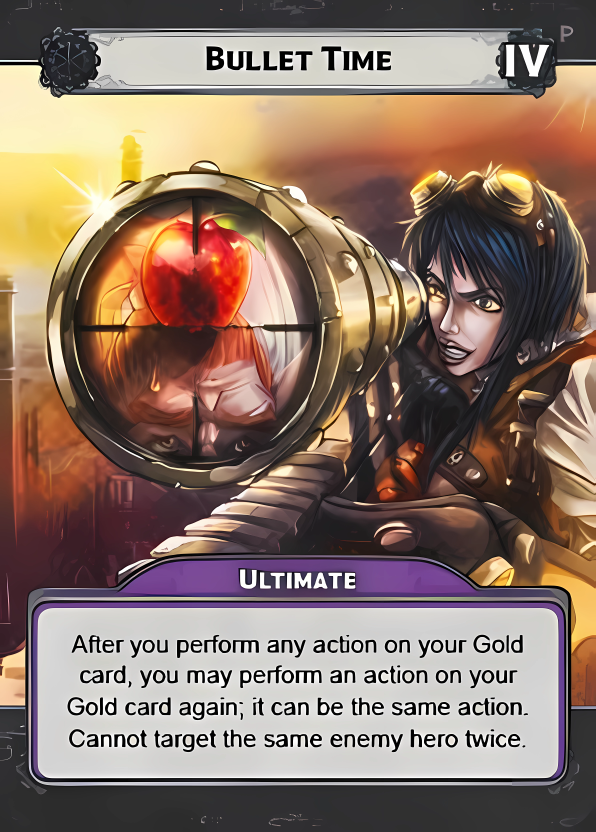 P
BULLET TIME
IV
ULTIMATE
After you perform any action on your Gold
card, you may perform an action on your
Gold card again; it can be the same action.
Cannot target the same enemy hero twice.